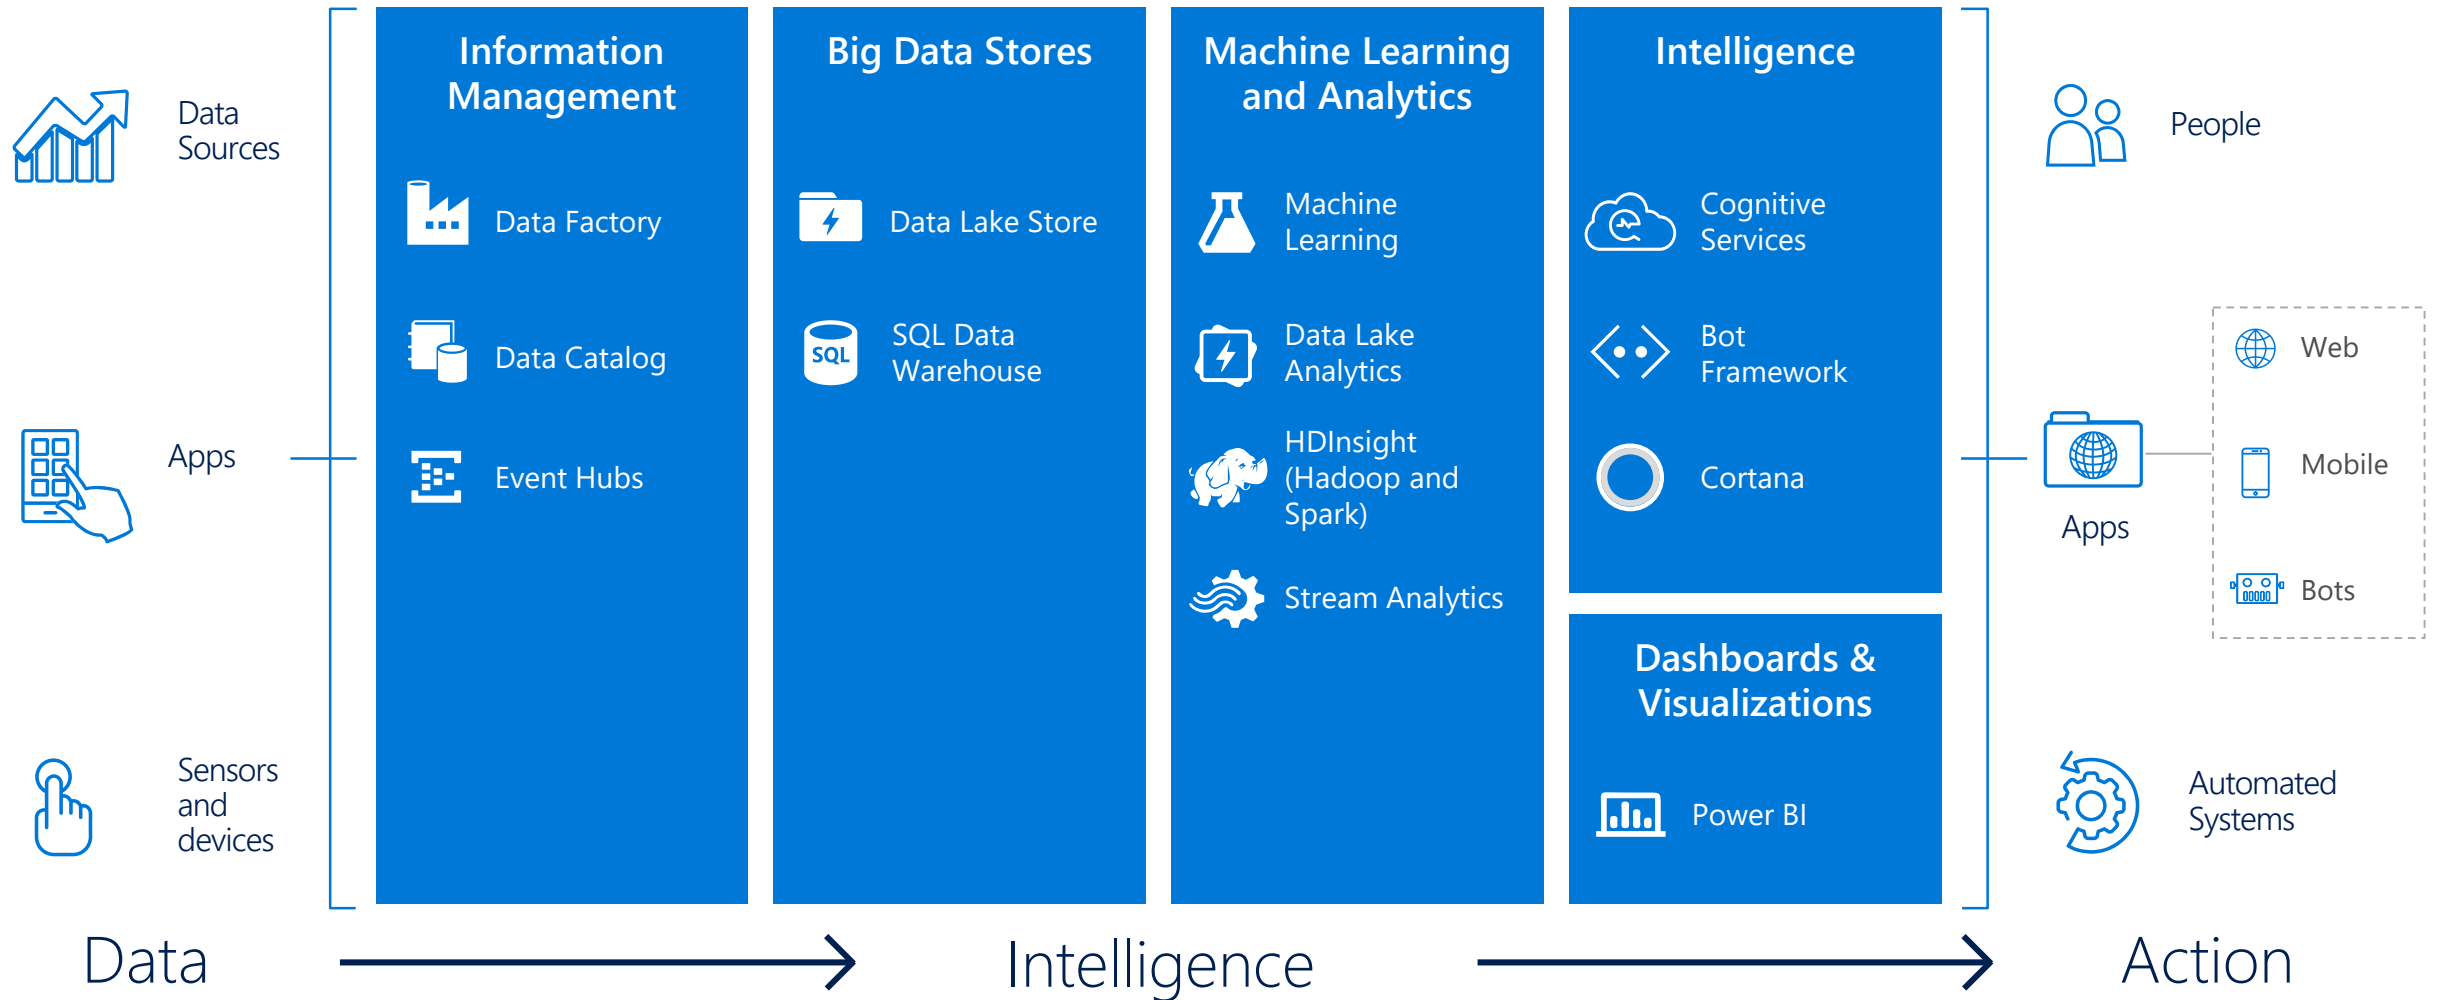 Data
Sources
Apps
Sensors
and
devices
Information
Management
Data Factory
Data Catalog
Event Hubs
Big Data Stores
Data Lake Store
SQL
SQL Data
Warehouse
Machine Learning
and Analytics
Machine
Learning
Data Lake
Analytics
HDInsight
(Hadoop and
Spark)
Stream Analytics
Intelligence
Cognitive
Services
Bot
Framework
Cortana
Dashboards &
Visualizations
Power BI
People
Apps
Web
Mobile
Bots
Automated
Systems
Data
Intelligence
Action